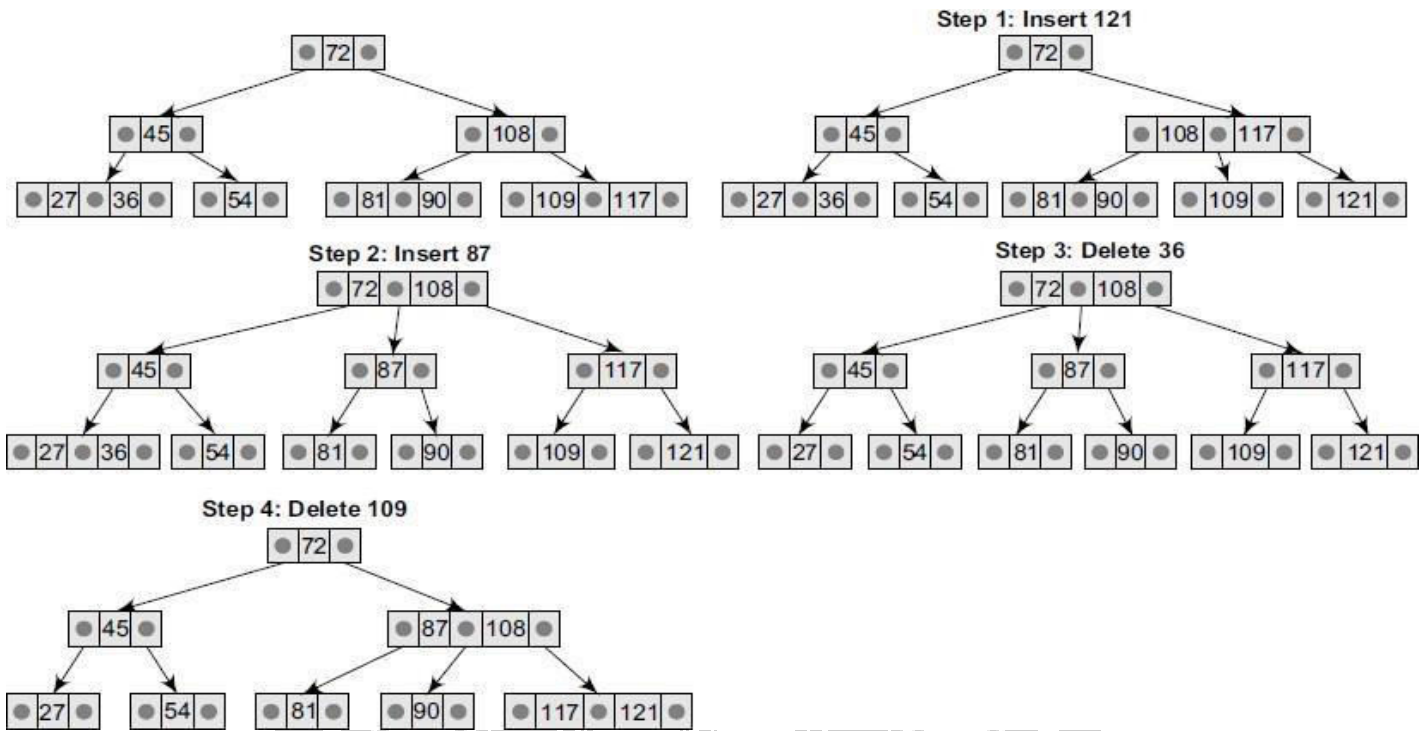 72
45 108
27 36 54 81 90 109 117
Step 1: Insert 121
72
45 108 117
27 36 54 81 90 109 121
Step 2: Insert 87
72 108
45 87 117
27 36 54 81 90 109 121
Step 3: Delete 36
72 108
45 87 117
27 54 81 90 109 121
Step 4: Delete 109
72
45 87 108
27 54 81 90 117 121